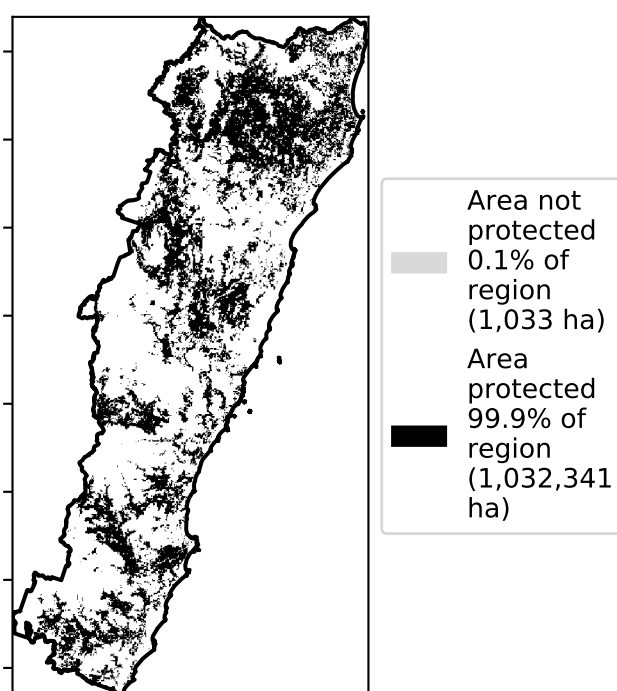 Area not
protected
0.1% of
region
(1,033 ha)
Area
protected
99.9% of
region
(1,032,341
ha)